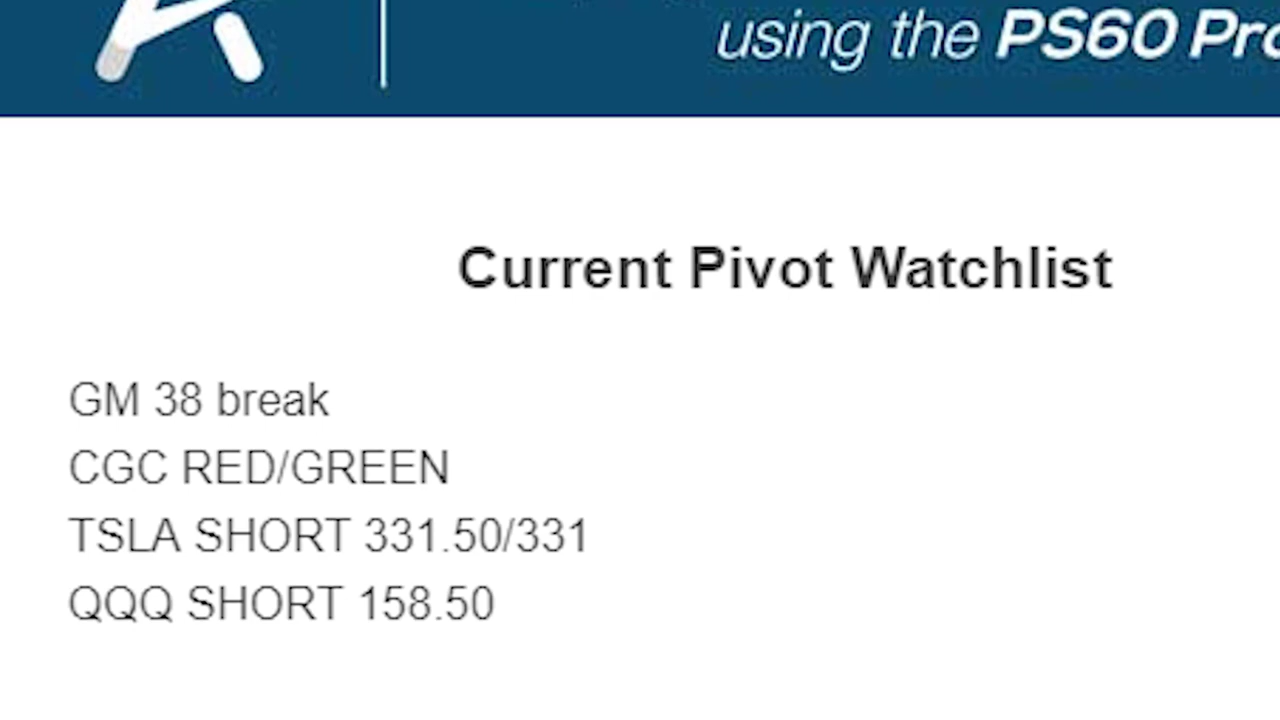 using the PS60
Current Pivot Watchlist
GM 38 break
CGC RED/GREEN
TSLA SHORT 331.50/331
QQQ SHORT 158.50